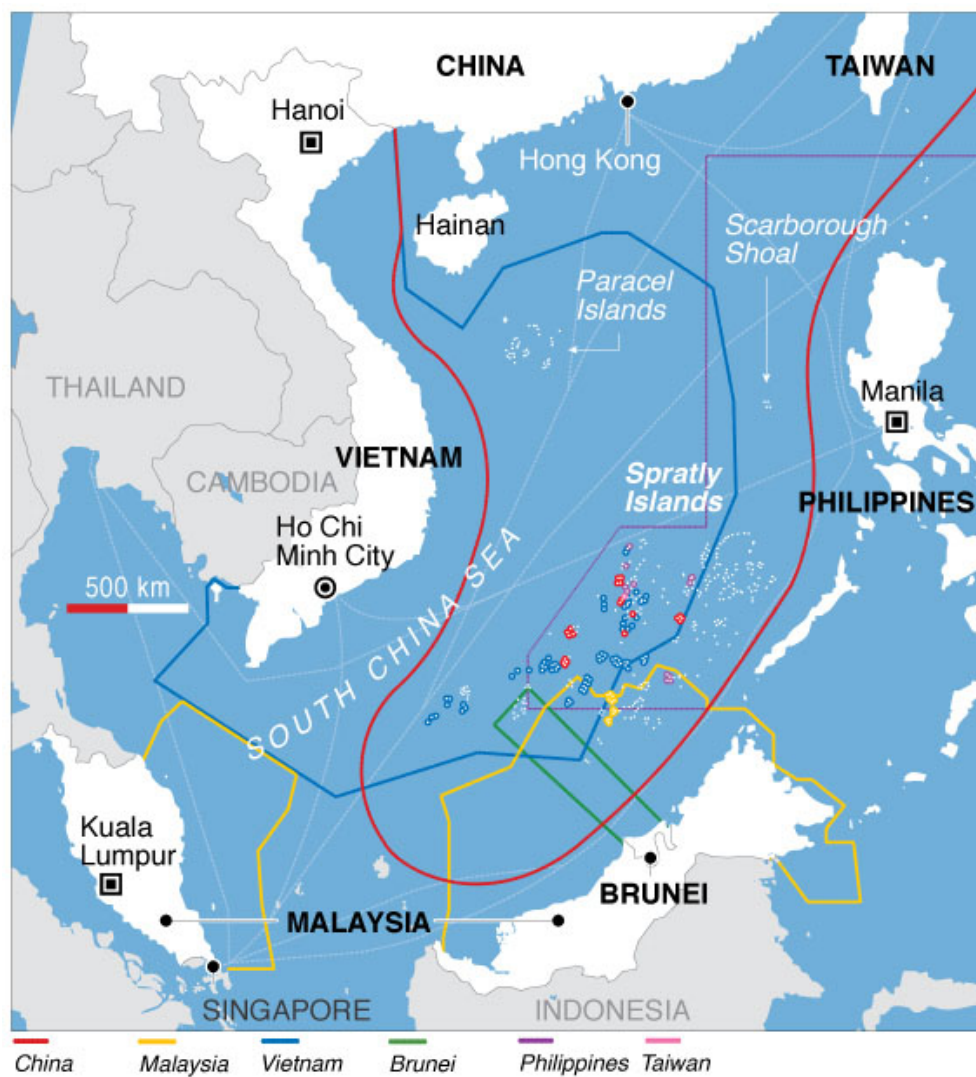 CHINA
TAIWAN
Hanoi
Hong Kong
Hainan
Scarborough
Shoal
Paracel
Islands
THAILAND
Manila
VIETNAM
CAMBODIA
Spratly
Islands
PHILIPPINES
Ho Chi
Minh City
500 km
SOUTH CHINA SEA
Kuala
Lumpur
BRUNEI
MALAYSIA
SINGAPORE
INDONESIA
China
Malaysia
Vietnam
Brunei
Philippines
Taiwan